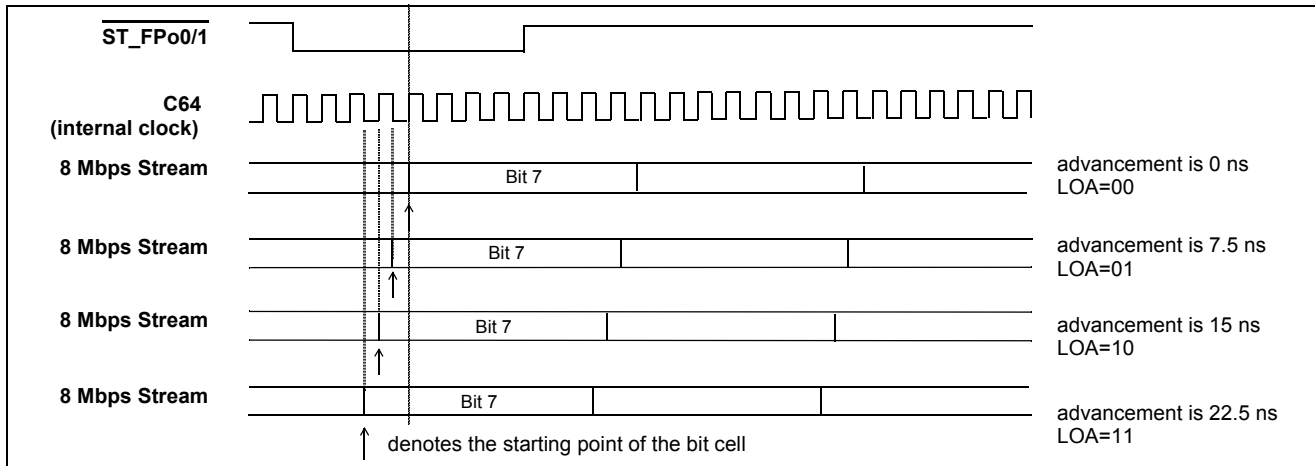 ST_FPo0/1
C64
(internal clock)
8 Mbps Stream
Bit 7
advancement is 0 ns
LOA=00
8 Mbps Stream
Bit 7
advancement is 7.5 ns
LOA=01
8 Mbps Stream
Bit 7
advancement is 15 ns
LOA=10
8 Mbps Stream
Bit 7
advancement is 22.5 ns
LOA=11
denotes the starting point of the bit cell